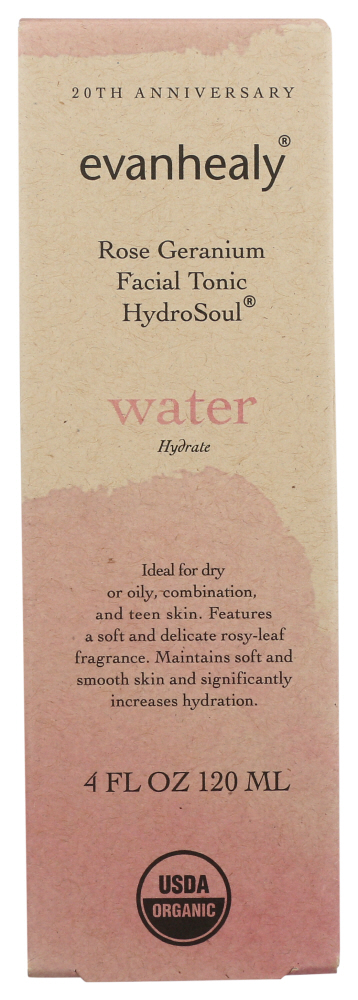 20TH ANNIVERSARY
evanhealy®
Rose Geranium
Facial Tonic
HydroSoul®
water
Hydrate
Ideal for dry
or oily, combination,
and teen skin. Features
a soft and delicate rosy-leaf
fragrance. Maintains soft and
smooth skin and significantly
increases hydration.
4 FL OZ 120 ML
USDA
ORGANIC